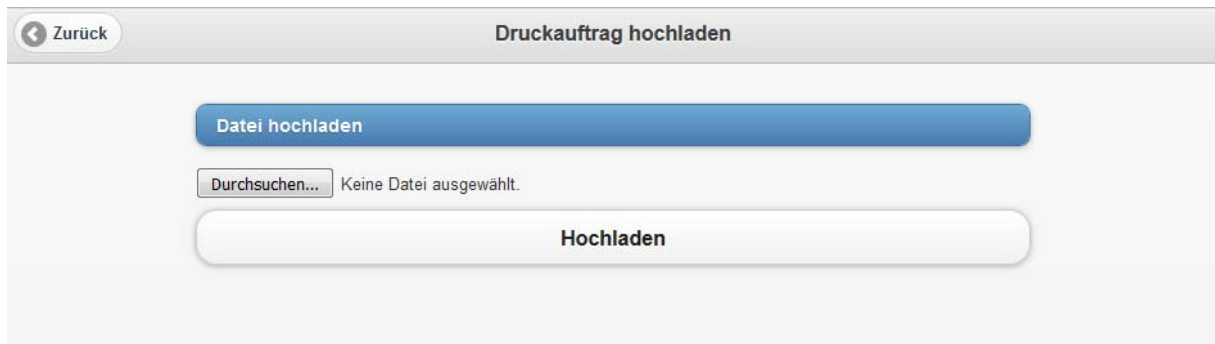 Zurück
Druckauftrag hochladen
Datei hochladen
Durchsuchen... Keine Datei ausgewählt.
Hochladen